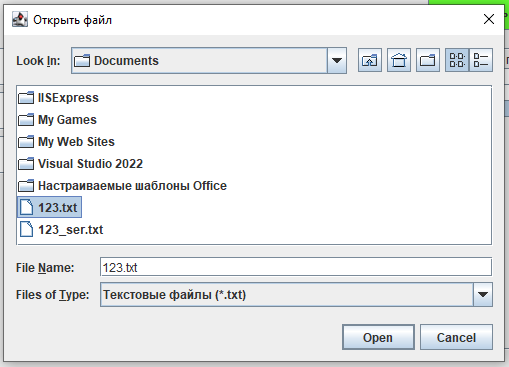 Открыть файл
Look In: Documents
IISExpress
My Games
My Web Sites
Visual Studio 2022
Настраиваемые шаблоны Office
123.txt
123_ser.txt
File Name: 123.txt
Files of Type: Текстовые файлы (*.txt)
Open Cancel